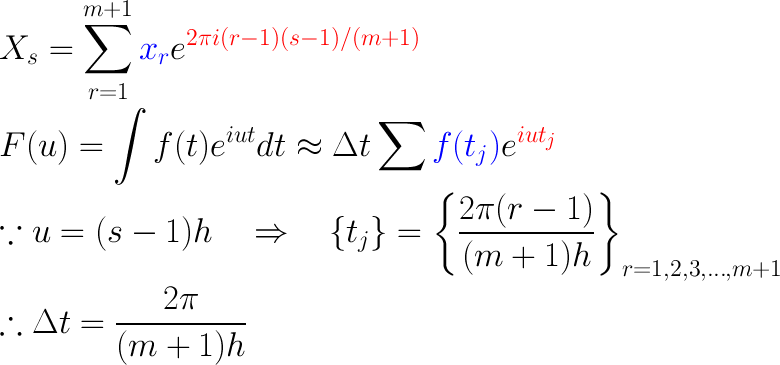 X_s = \sum_{r=1}^{m+1} x_r e^{2\pi i(r-1)(s-1)/(m+1)}
F(u) = \int f(t)e^{iut}dt \approx \Delta t \sum f(t_j)e^{iut_j}
\because u = (s-1)h \quad \Rightarrow \quad \{t_j\} = \left\{\frac{2\pi(r-1)}{(m+1)h}\right\}_{r=1,2,3,\ldots,m+1}
\therefore \Delta t = \frac{2\pi}{(m+1)h}